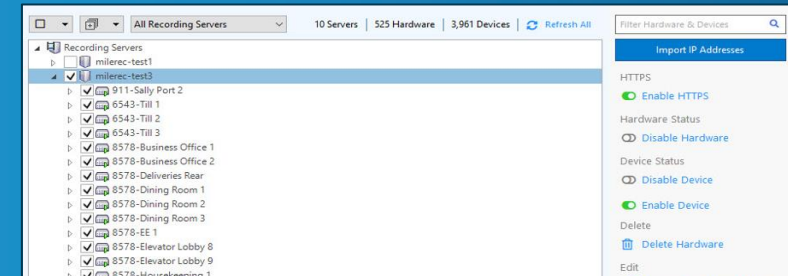 All Recording Servers
10 Servers | 525 Hardware | 3,961 Devices | Refresh All
Filter Hardware & Devices
Recording Servers
milerec-test1
milerec-test3
911-Sally Port 2
6543-Till 1
6543-Till 2
6543-Till 3
8578-Business Office 1
8578-Business Office 2
8578-Deliveries Rear
8578-Dining Room 1
8578-Dining Room 2
8578-Dining Room 3
8578-EE 1
8578-Elevator Lobby 8
8578-Elevator Lobby 9
8578-Housekeeping 1
Import IP Addresses
HTTPS
Enable HTTPS
Hardware Status
Disable Hardware
Device Status
Disable Device
Enable Device
Delete
Delete Hardware
Edit